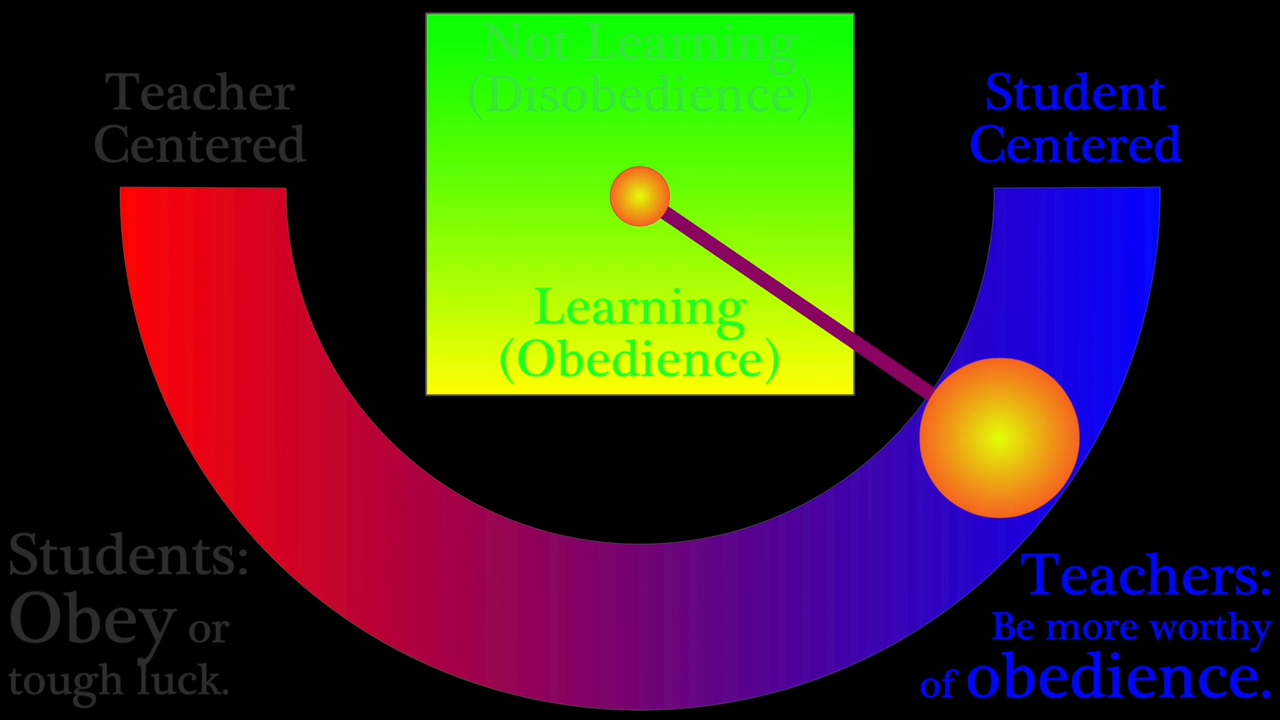 Not Learning
(Disobedience)
Teacher
Centered
Student
Centered
Learning
(Obedience)
Students:
Obey or
tough luck.
Teachers:
Be more worthy
of obedience.